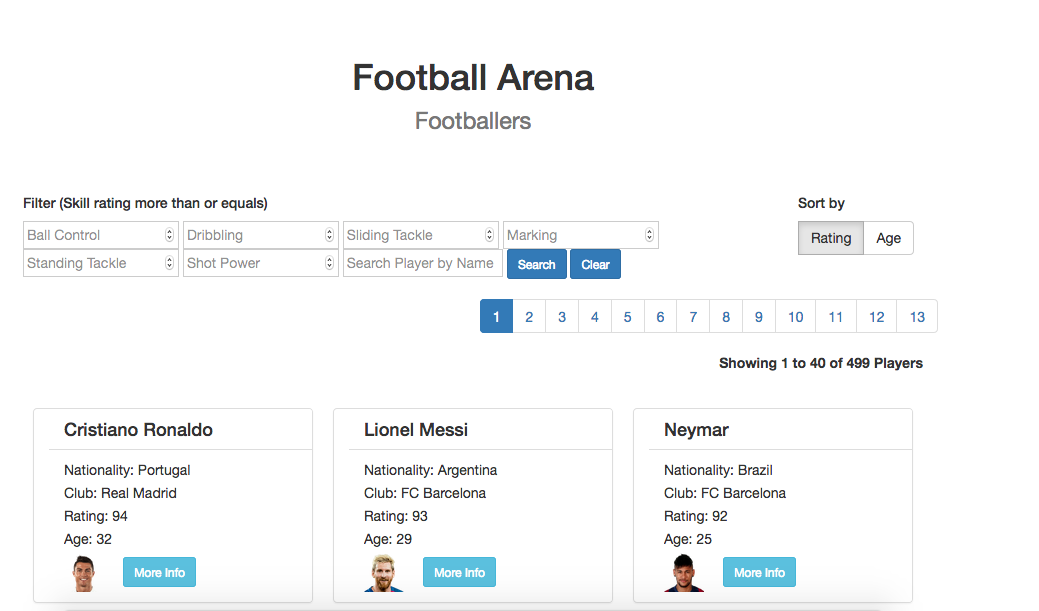 Football Arena
Footballers
Filter (Skill rating more than or equals)
Sort by
Ball Control Dribbling Sliding Tackle Marking
Rating Age
Standing Tackle Shot Power Search Player by Name Search Clear
1 2 3 4 5 6 7 8 9 10 11 12 13
Showing 1 to 40 of 499 Players
Cristiano Ronaldo
Nationality: Portugal
Club: Real Madrid
Rating: 94
Age: 32
More Info
Lionel Messi
Nationality: Argentina
Club: FC Barcelona
Rating: 93
Age: 29
More Info
Neymar
Nationality: Brazil
Club: FC Barcelona
Rating: 92
Age: 25
More Info